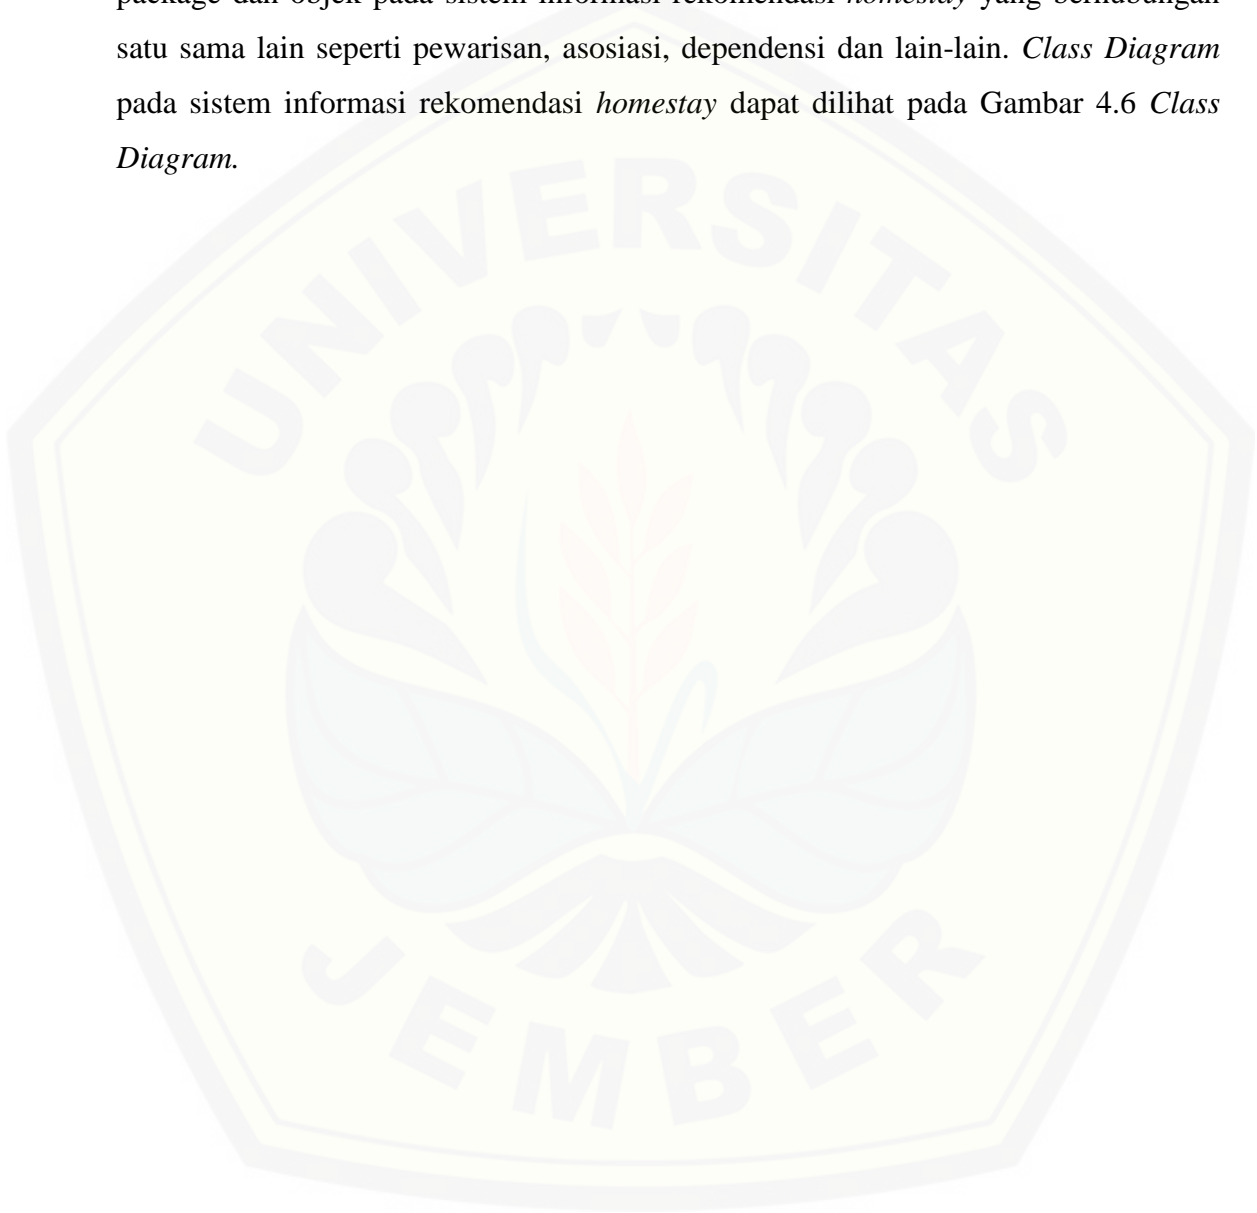 package dan objek pada sistem informasi rekomendasi homestay yang berhubungan
satu sama lain seperti pewarisan, asosiasi, dependensi dan lain-lain. Class Diagram
pada sistem informasi rekomendasi homestay dapat dilihat pada Gambar 4.6 Class
Diagram.
UNIVERSITAS
JEMBER